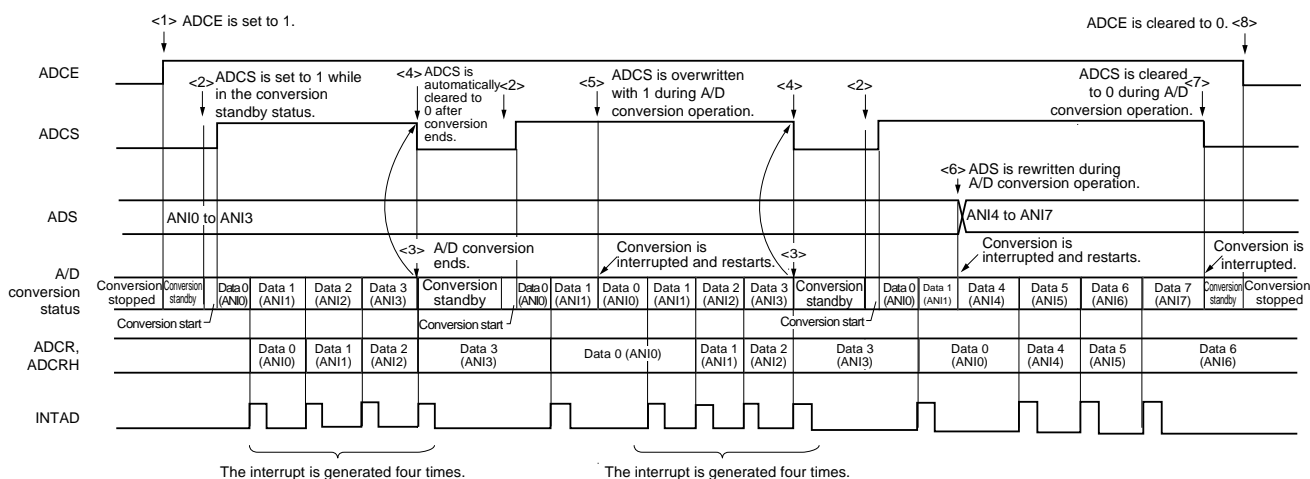 <1> ADCE is set to 1.
ADCE is cleared to 0. <8>
ADCE
<2> ADCS is set to 1 while
in the conversion
standby status.
<4> ADCS is
automatically
cleared to
0 after
conversion
ends.
<2>
<5> ADCS is overwritten
with 1 during A/D
conversion operation.
<4>
<2>
ADCS is cleared <7>
to 0 during A/D
conversion operation.
ADCS
<6> ADS is rewritten during
A/D conversion operation.
ADS
ANI0 to ANI3
ANI4 to ANI7
<3> A/D conversion
ends.
Conversion is
interrupted and restarts.
<3>
Conversion is
interrupted and restarts.
Conversion is
interrupted.
A/D
conversion
status
Conversion
stopped
Conversion
standby
Data 0
(ANI0)
Data 1
(ANI1)
Data 2
(ANI2)
Data 3
(ANI3)
Conversion
standby
Data 0
(ANI0)
Data 1
(ANI1)
Data 0
(ANI0)
Data 1
(ANI1)
Data 2
(ANI2)
Data 3
(ANI3)
Conversion
standby
Data 0
(ANI0)
Data 1
(ANI1)
Data 4
(ANI4)
Data 5
(ANI5)
Data 6
(ANI6)
Data 7
(ANI7)
Conversion
standby
Conversion
stopped
Conversion start
Conversion start
Conversion start
ADCR,
ADCRH
Data 0
(ANI0)
Data 1
(ANI1)
Data 2
(ANI2)
Data 3
(ANI3)
Data 0 (ANI0)
Data 1
(ANI1)
Data 2
(ANI2)
Data 3
(ANI3)
Data 0
(ANI0)
Data 4
(ANI4)
Data 5
(ANI5)
Data 6
(ANI6)
INTAD
The interrupt is generated four times.
The interrupt is generated four times.